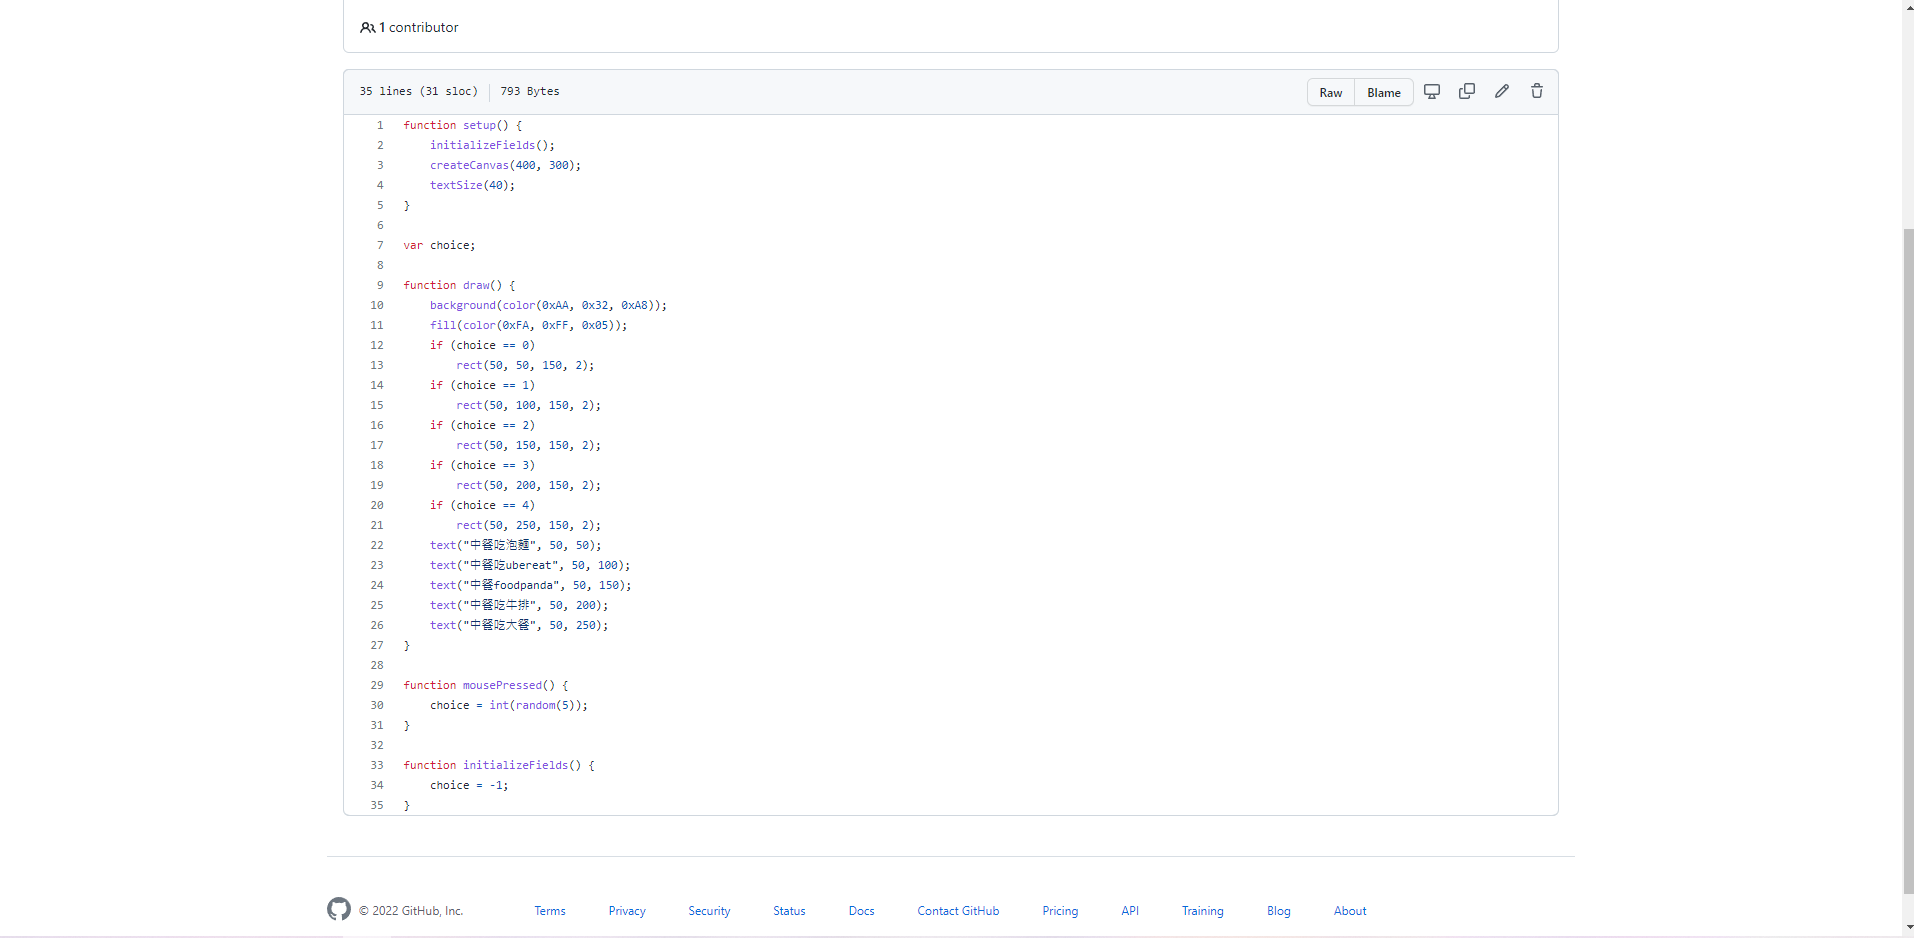 1 contributor
35 lines (31 sloc) 793 Bytes Raw Blame
1 function setup() {
2 initializeFields();
3 createCanvas(400, 300);
4 textSize(40);
5 }
6
7 var choice;
8
9 function draw() {
10 background(color(0xAA, 0x32, 0xA8));
11 fill(color(0xFA, 0xFF, 0x05));
12 if (choice == 0)
13 rect(50, 50, 150, 2);
14 if (choice == 1)
15 rect(50, 100, 150, 2);
16 if (choice == 2)
17 rect(50, 150, 150, 2);
18 if (choice == 3)
19 rect(50, 200, 150, 2);
20 if (choice == 4)
21 rect(50, 250, 150, 2);
22 text("中餐吃泡麵", 50, 50);
23 text("中餐吃ubereat", 50, 100);
24 text("中餐foodpanda", 50, 150);
25 text("中餐吃牛排", 50, 200);
26 text("中餐吃大餐", 50, 250);
27 }
28
29 function mousePressed() {
30 choice = int(random(5));
31 }
32
33 function initializeFields() {
34 choice = -1;
35 }
© 2022 GitHub, Inc. Terms Privacy Security Status Docs Contact GitHub Pricing API Training Blog About